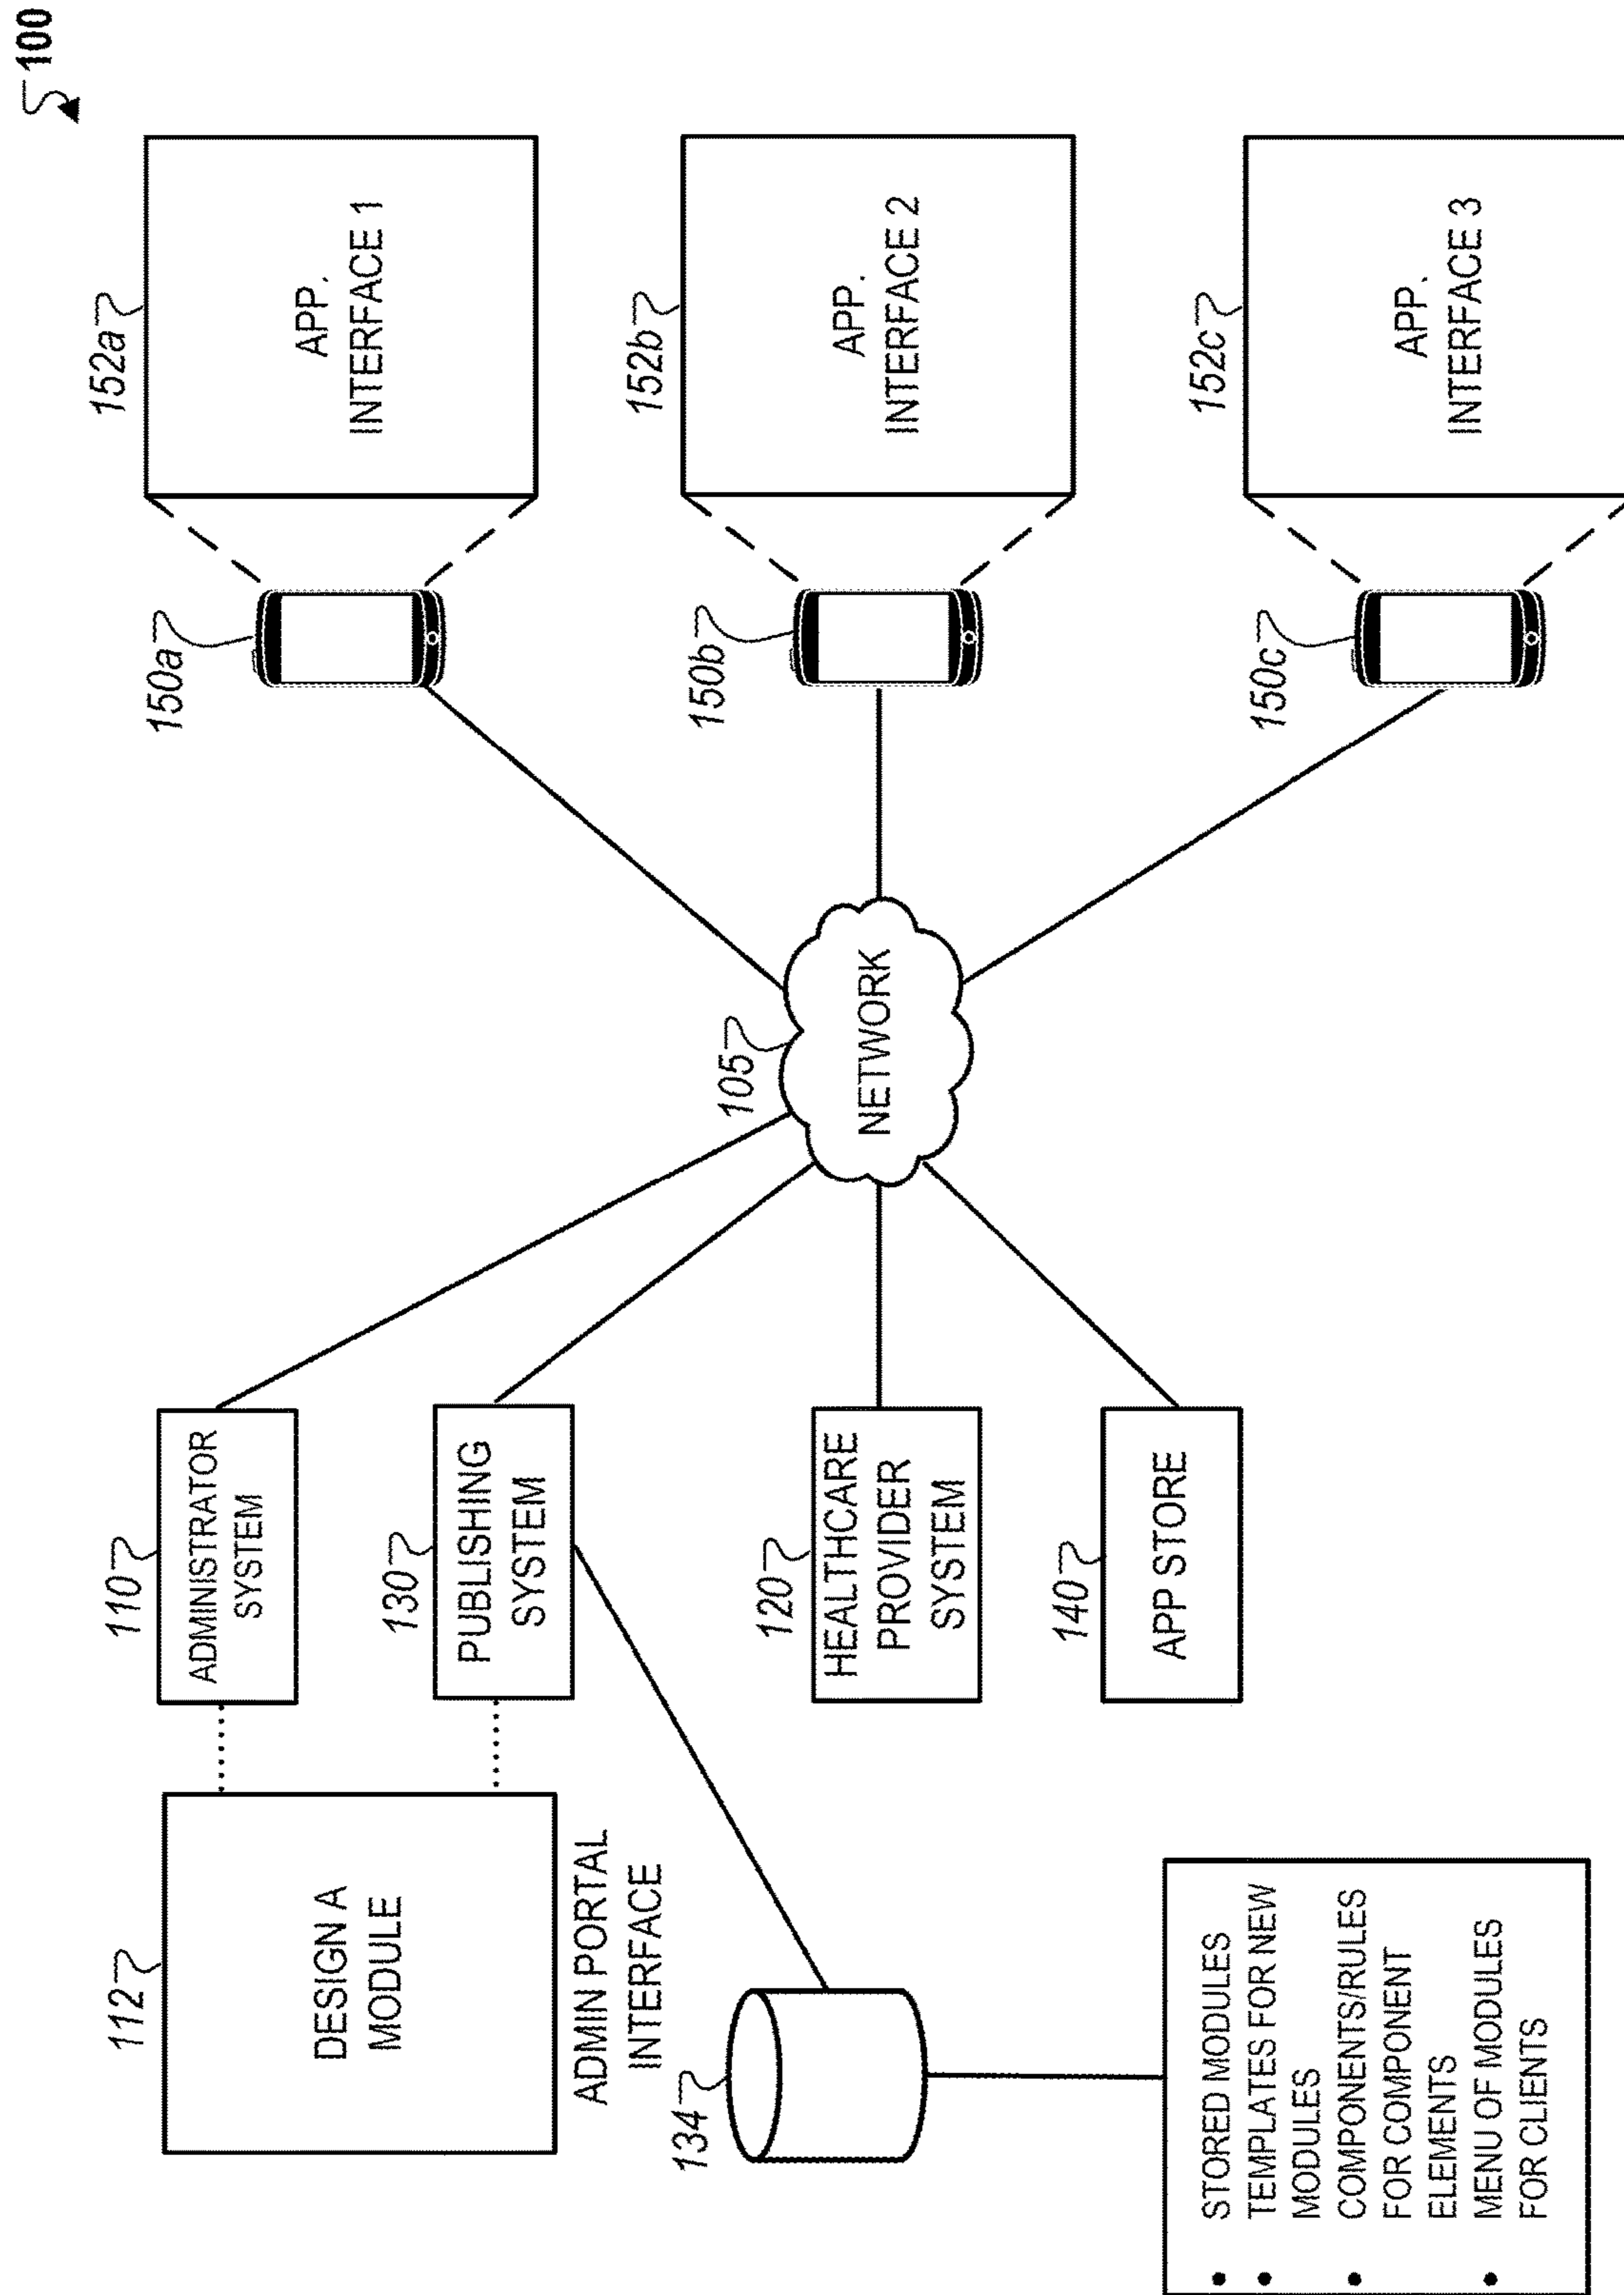 100
112
DESIGN A
MODULE
ADMIN PORTAL
INTERFACE
110
ADMINISTRATOR
SYSTEM
130
PUBLISHING
SYSTEM
134
• STORED MODULES
• TEMPLATES FOR NEW
MODULES
• COMPONENTS/RULES
FOR COMPONENT
ELEMENTS
• MENU OF MODULES
FOR CLIENTS
120
HEALTHCARE
PROVIDER
SYSTEM
140
APP STORE
105
NETWORK
150a
152a
APP.
INTERFACE 1
150b
152b
APP.
INTERFACE 2
150c
152c
APP.
INTERFACE 3